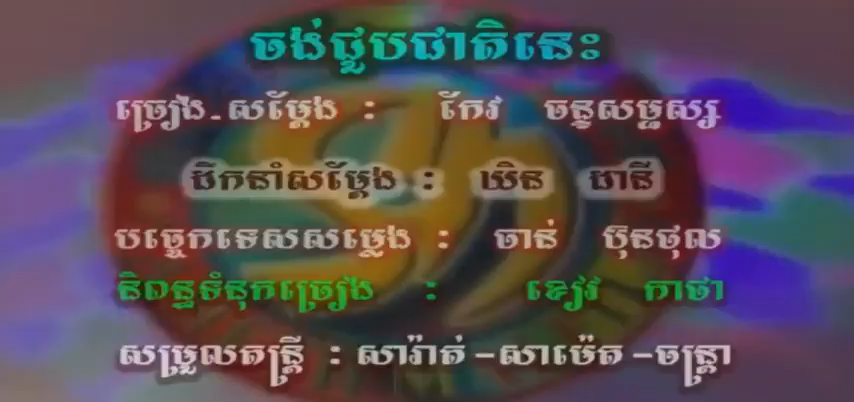 ចង់ជួបជាតិនេះ
ច្រៀង.សម្ដែង : កែវ ចន្ទសម្ផស្ស
ដឹកនាំសម្ដែង : ឃិន ដានី
បច្ចេកទេសសម្លេង : ចាន់ ប៊ុនថុល
និពន្ធទំនុកច្រៀង : ខៀវ កាថា
សម្រួលតន្ត្រី : សារ៉ាត់ -សាម៉េត -ចន្ត្រា